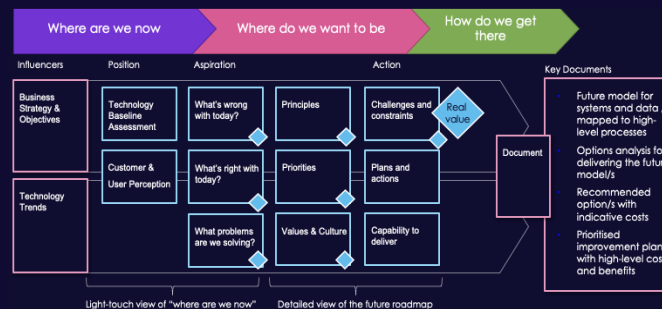 Where are we now
Where do we want to be
How do we get
there
Influencers
Position
Aspiration
Action
Key Documents
Business
Strategy &
Objectives
Technology
Trends
Technology
Baseline
Assessment
Customer &
User Perception
What's wrong
with today?
What's right with
today?
What problems
are we solving?
Principles
Priorities
Values & Culture
Challenges and
constraints
Plans and
actions
Capability to
deliver
Real
value
Document
Future model for
systems and data
mapped to high-
level processes
Options analysis
delivering the
model/s
Recommended
option/s with
indicative costs
Prioritised
improvement
with high-level
and benefits
Light-touch view of "where are we now"
Detailed view of the future roadmap